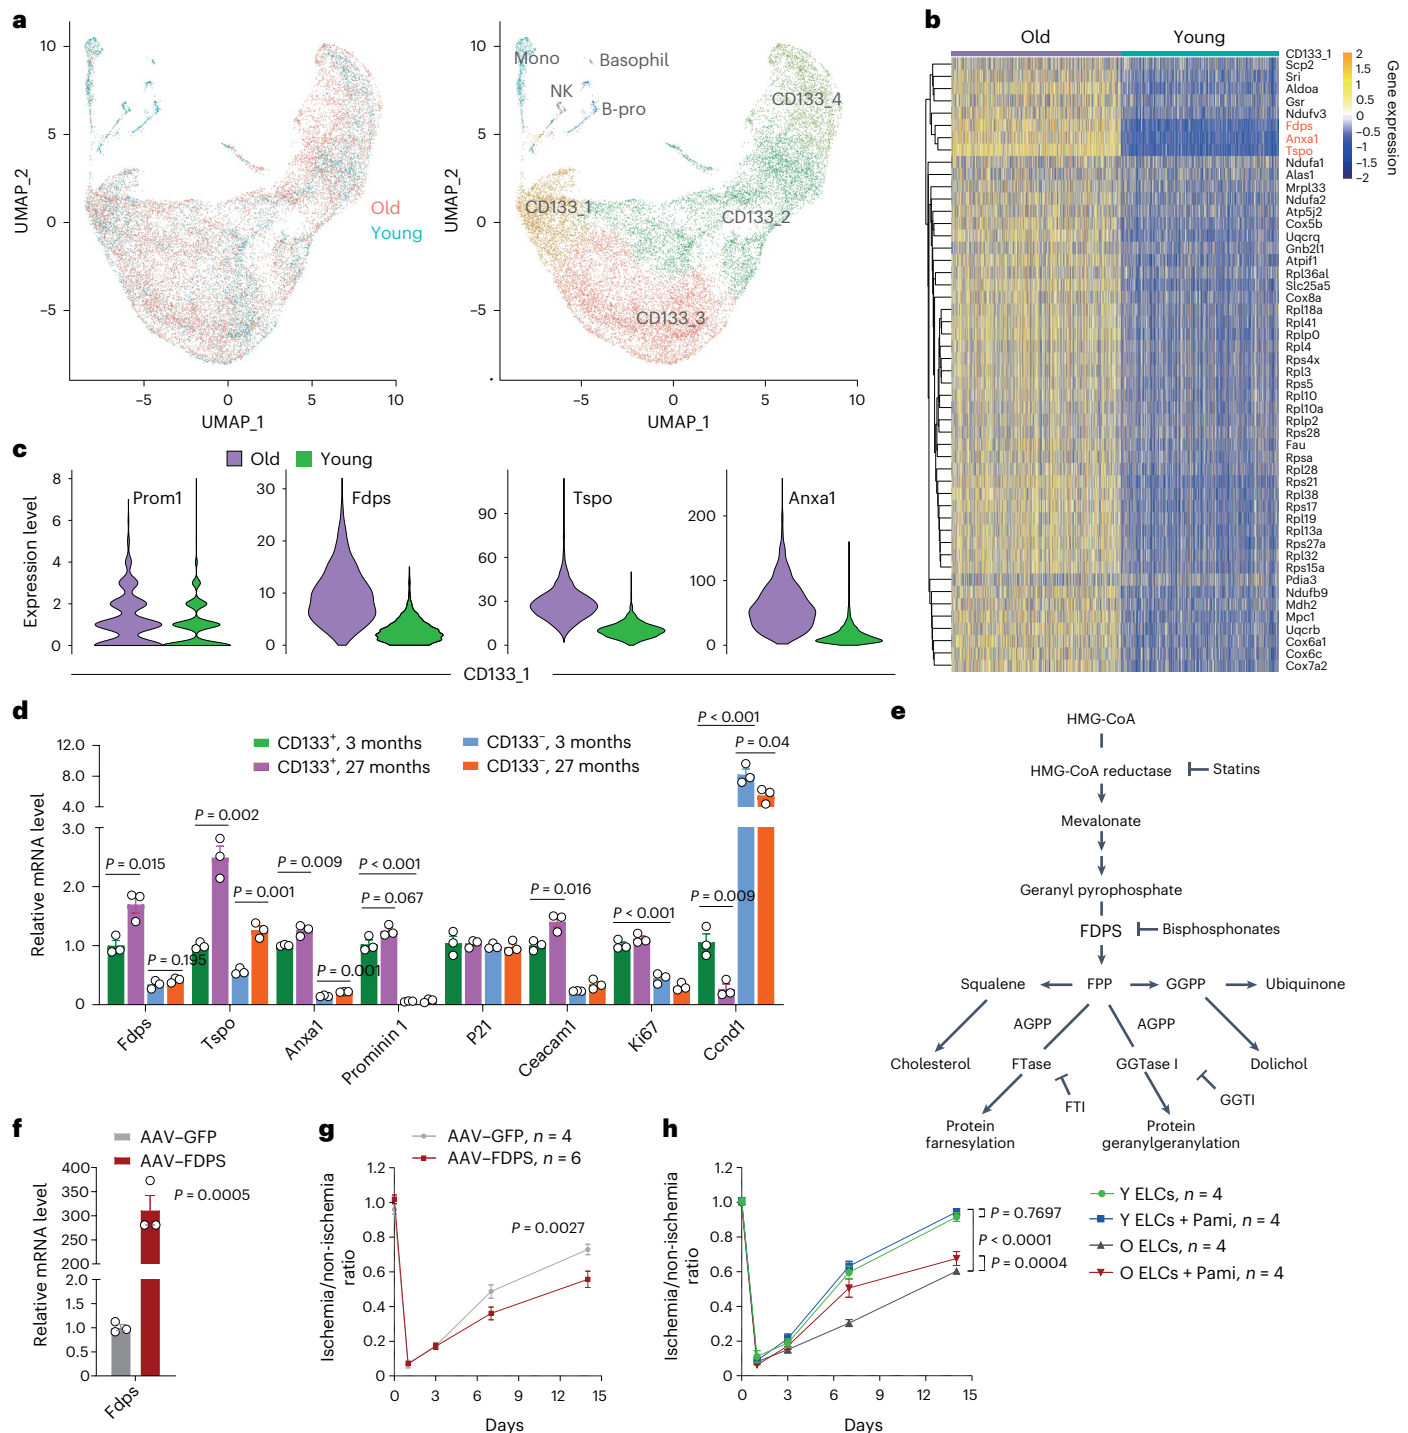 a
10
5
0
−5
UMAP_2
−5
0
5
10
UMAP_1
Old
Young
10
5
0
−5
UMAP_2
−5
0
5
10
UMAP_1
Mono
Basophil
NK
B-pro
CD133_4
CD133_1
CD133_2
CD133_3
b
Old
Young
CD133_1
Scp2
Sri
Aldoa
Gsr
Ndufv3
Fdps
Anxa1
Tspo
Ndufa1
Alas1
Mrpl33
Ndufa2
Atp5j2
Cox5b
Uqcrq
Gnb2l1
Atpif1
Rpl36al
Slc25a5
Cox8a
Rpl18a
Rpl41
Rplp0
Rpl4
Rps4x
Rpl3
Rps5
Rpl10
Rpl10a
Rplp2
Rps28
Fau
Rpsa
Rpl28
Rps21
Rpl38
Rps17
Rpl19
Rpl13a
Rps27a
Rpl32
Rps15a
Pdia3
Ndufb9
Mdh2
Mpc1
Uqcrb
Cox6a1
Cox6c
Cox7a2
2
1.5
1
0.5
0
−0.5
−1
−1.5
−2
Gene expression
c
Old
Young
Expression level
8
6
4
2
0
Prom1
30
20
10
0
Fdps
90
60
30
0
Tspo
200
100
0
Anxa1
CD133_1
d
Relative mRNA level
12.0
8.0
4.0
3.0
2.0
1.0
0
CD133+, 3 months
CD133+, 27 months
CD133−, 3 months
CD133−, 27 months
P = 0.015
P = 0.195
P = 0.002
P = 0.001
P = 0.009
P = 0.001
P < 0.001
P = 0.067
P = 0.016
P < 0.001
P = 0.009
P < 0.001
P = 0.04
Fdps
Tspo
Anxa1
Prominin 1
P21
Ceacam1
Ki67
Ccnd1
e
HMG-CoA
HMG-CoA reductase
Statins
Mevalonate
Geranyl pyrophosphate
FDPS
Bisphosphonates
Squalene
FPP
GGPP
Ubiquinone
AGPP
AGPP
Cholesterol
FTase
GGTase I
Dolichol
FTI
GGTI
Protein
farnesylation
Protein
geranylgeranylation
f
AAV–GFP
AAV–FDPS
Relative mRNA level
400
350
300
250
200
2.0
1.5
1.0
0.5
0
P = 0.0005
Fdps
g
AAV–GFP, n = 4
AAV–FDPS, n = 6
Ischemia/non-ischemia
ratio
1.2
1.0
0.8
0.6
0.4
0.2
0
P = 0.0027
0
3
6
9
12
15
Days
h
Ischemia/non-ischemia
ratio
1.2
1.0
0.8
0.6
0.4
0.2
0
0
3
6
9
12
15
Days
P = 0.7697
P < 0.0001
P = 0.0004
Y ELCs, n = 4
Y ELCs + Pami, n = 4
O ELCs, n = 4
O ELCs + Pami, n = 4